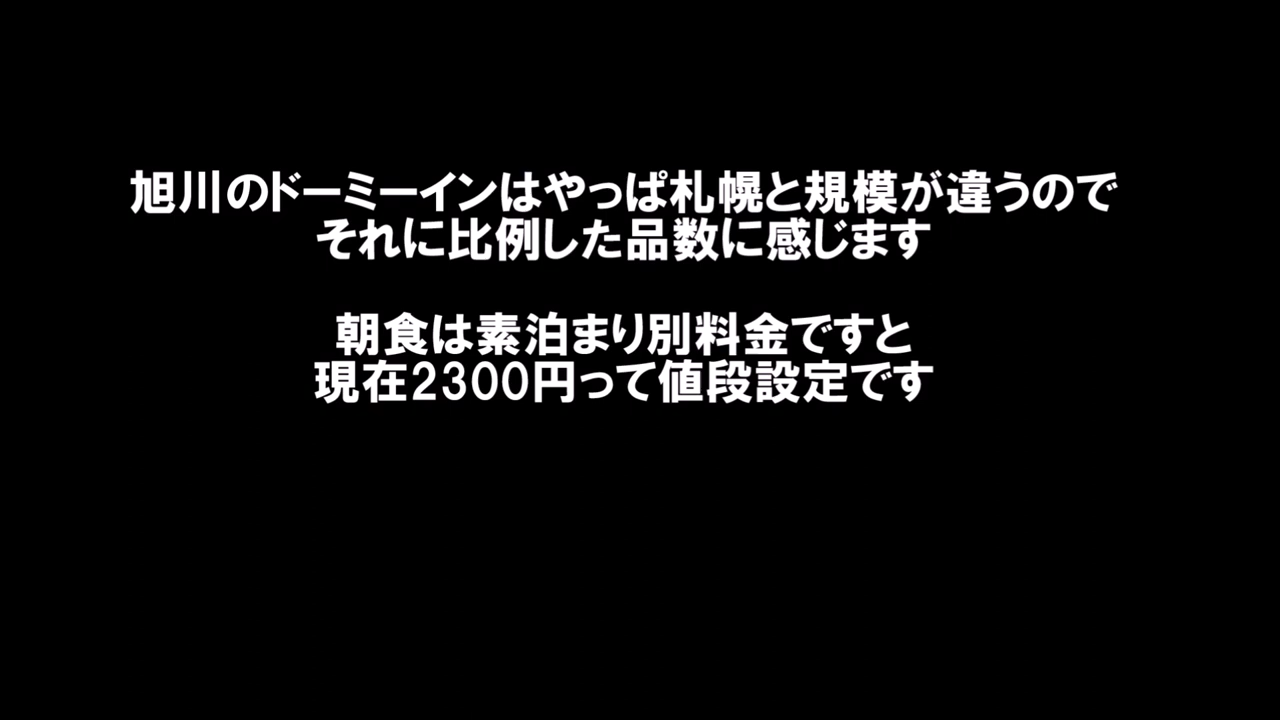 旭川のドーミーインはやっぱ札幌と規模が違うので
それに比例した品数に感じます
朝食は素泊まり別料金ですと
現在2300円って値段設定です